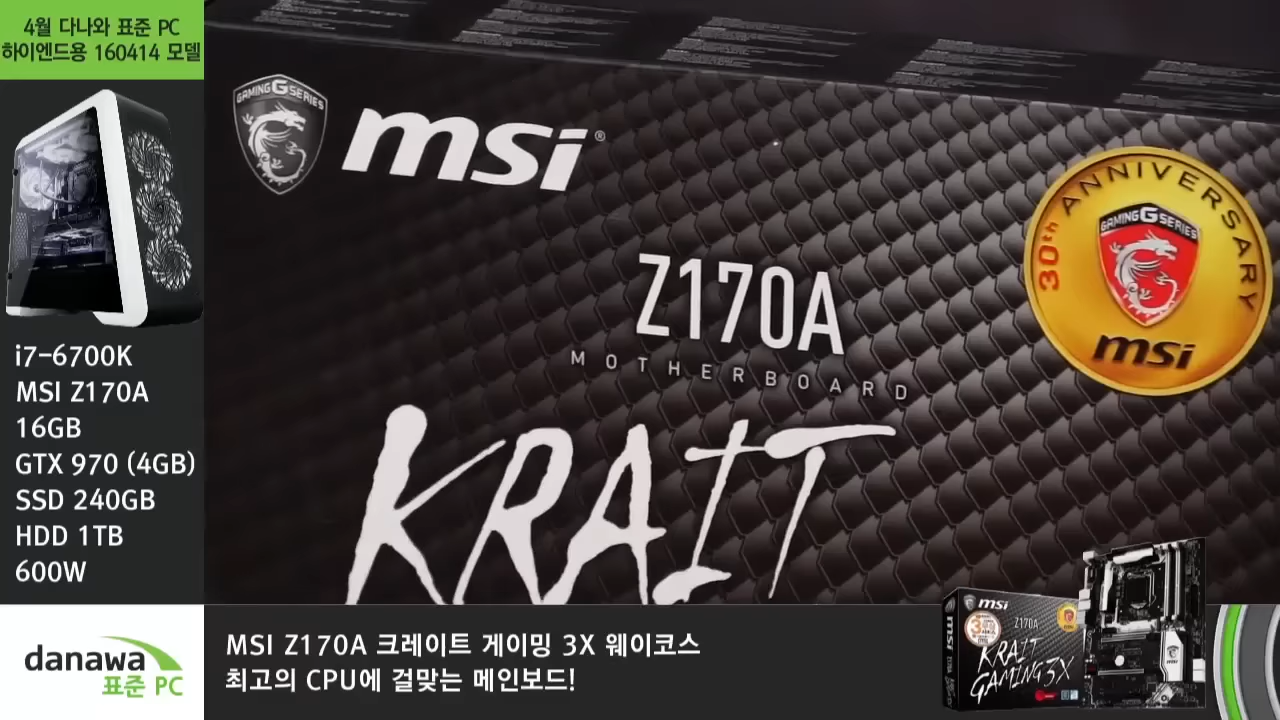 4월 다나와 표준 PC
하이엔드용 160414 모델
i7-6700K
MSI Z170A
16GB
GTX 970 (4GB)
SSD 240GB
HDD 1TB
600W
danawa
표준 PC
GAMING G SERIES
msi®
Z170A
MOTHERBOARD
KRAIT
30th ANNIVERSARY
GAMING G SERIES
msi
MSI Z170A 크레이트 게이밍 3X 웨이코스
최고의 CPU에 걸맞는 메인보드!
msi
Z170A
KRAIT
GAMING 3X